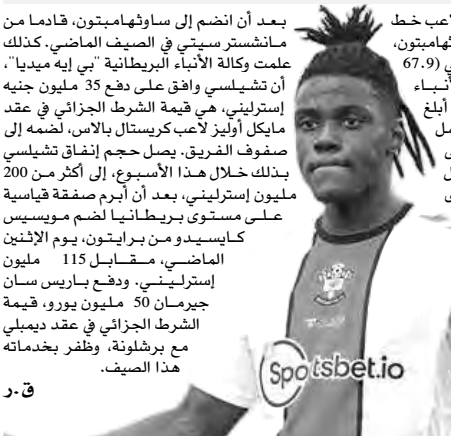 لاعب خط
بعد أن انضم إلى ساوثهامبتون، قادما من
مانشستر سيتي في الصيف الماضي. كذلك
علمت وكالة الأنباء البريطانية "بي إيه ميديا"،
أن تشيلسي وافق على دفع 35 مليون جنيه
إسترليني، هي قيمة الشرط الجزائي في عقد
مايكل أوليز لاعب كريستال بالاس، لضمه إلى
صفوف الفريق. يصل حجم إنفاق تشيلسي
بذلك خلال هذا الأسبوع، إلى أكثر من 200
مليون إسترليني، بعد أن أبرم صفقة قياسية
على مستوى بريطانيا لضم مويسيس
كايسيدو من برايتون، يوم الإثنين
الماضي، مقابل 115 مليون
إسترليني. ودفع باريس سان
جيرمان 50 مليون يورو، قيمة
الشرط الجزائي في عقد ديمبلي
مع برشلونة، وظفر بخدماته
هذا الصيف.
ق.ر
Sportsbet.io